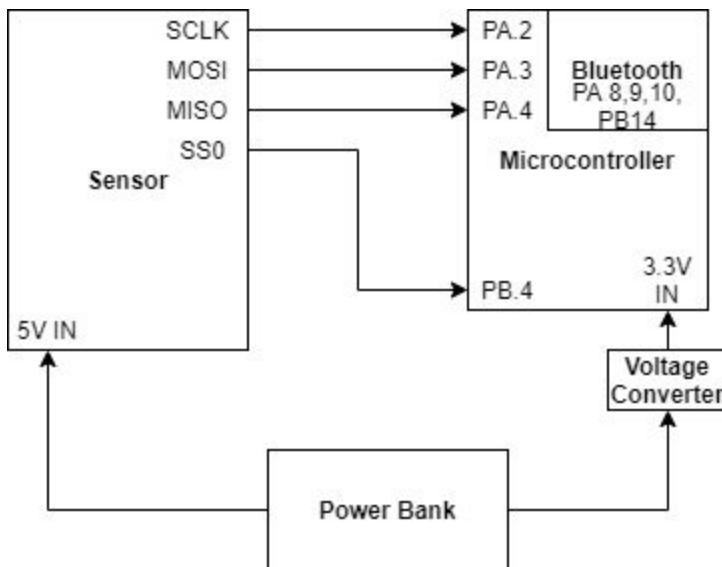 SCLK
MOSI
MISO
SS0
Sensor
5V IN
PA.2
PA.3
PA.4
Bluetooth
PA 8,9,10,
PB14
Microcontroller
PB.4
3.3V
IN
Voltage
Converter
Power Bank